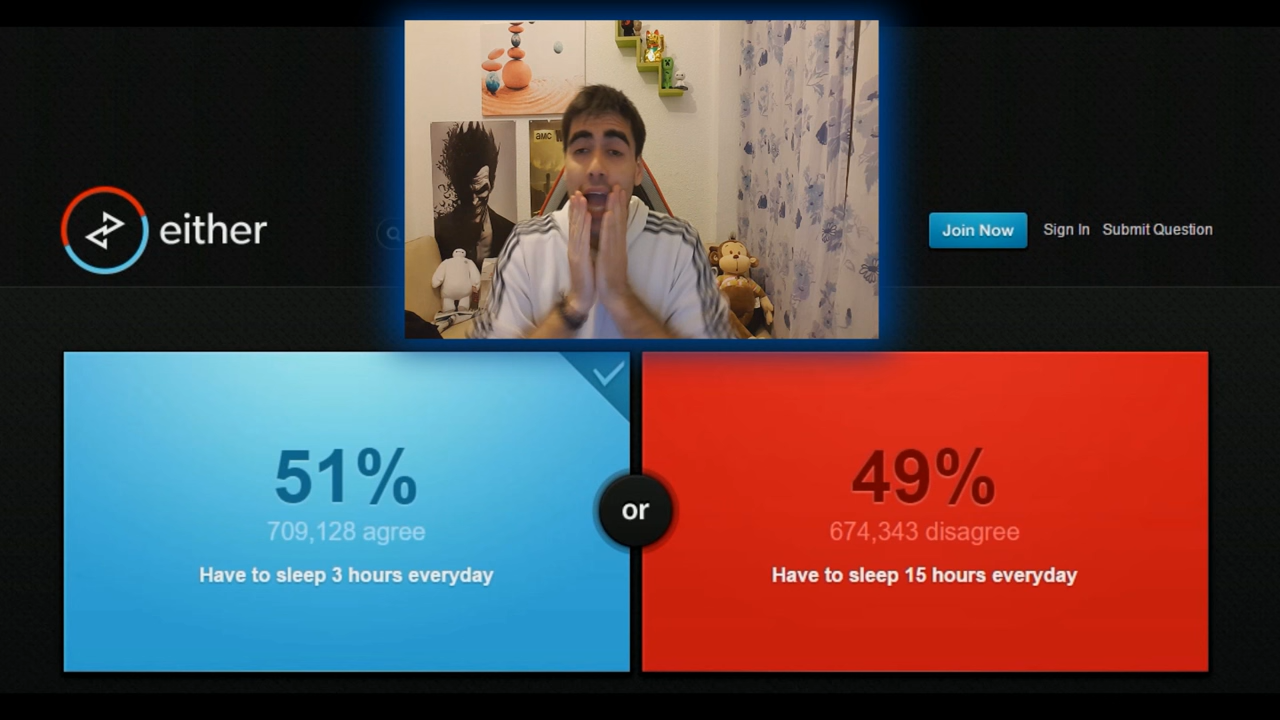 amc W
either
Join Now
Sign In
Submit Question
51%
709,128 agree
Have to sleep 3 hours everyday
or
49%
674,343 disagree
Have to sleep 15 hours everyday